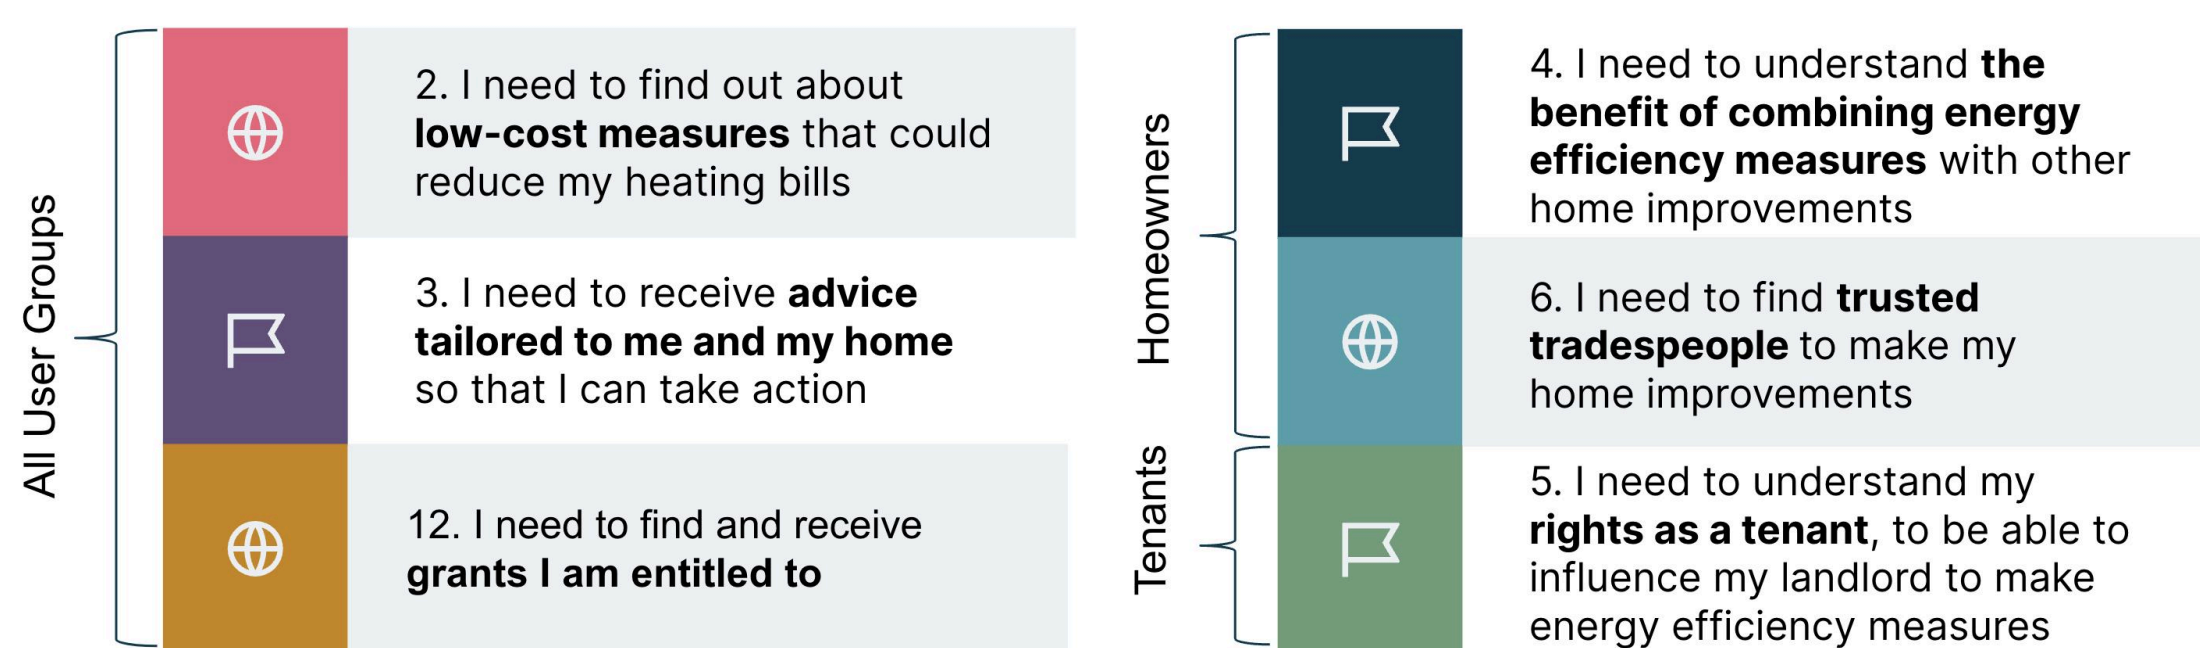 All User Groups
2. I need to find out about
low-cost measures that could
reduce my heating bills
3. I need to receive advice
tailored to me and my home
so that I can take action
12. I need to find and receive
grants I am entitled to
Homeowners
4. I need to understand the
benefit of combining energy
efficiency measures with other
home improvements
6. I need to find trusted
tradespeople to make my
home improvements
Tenants
5. I need to understand my
rights as a tenant, to be able to
influence my landlord to make
energy efficiency measures